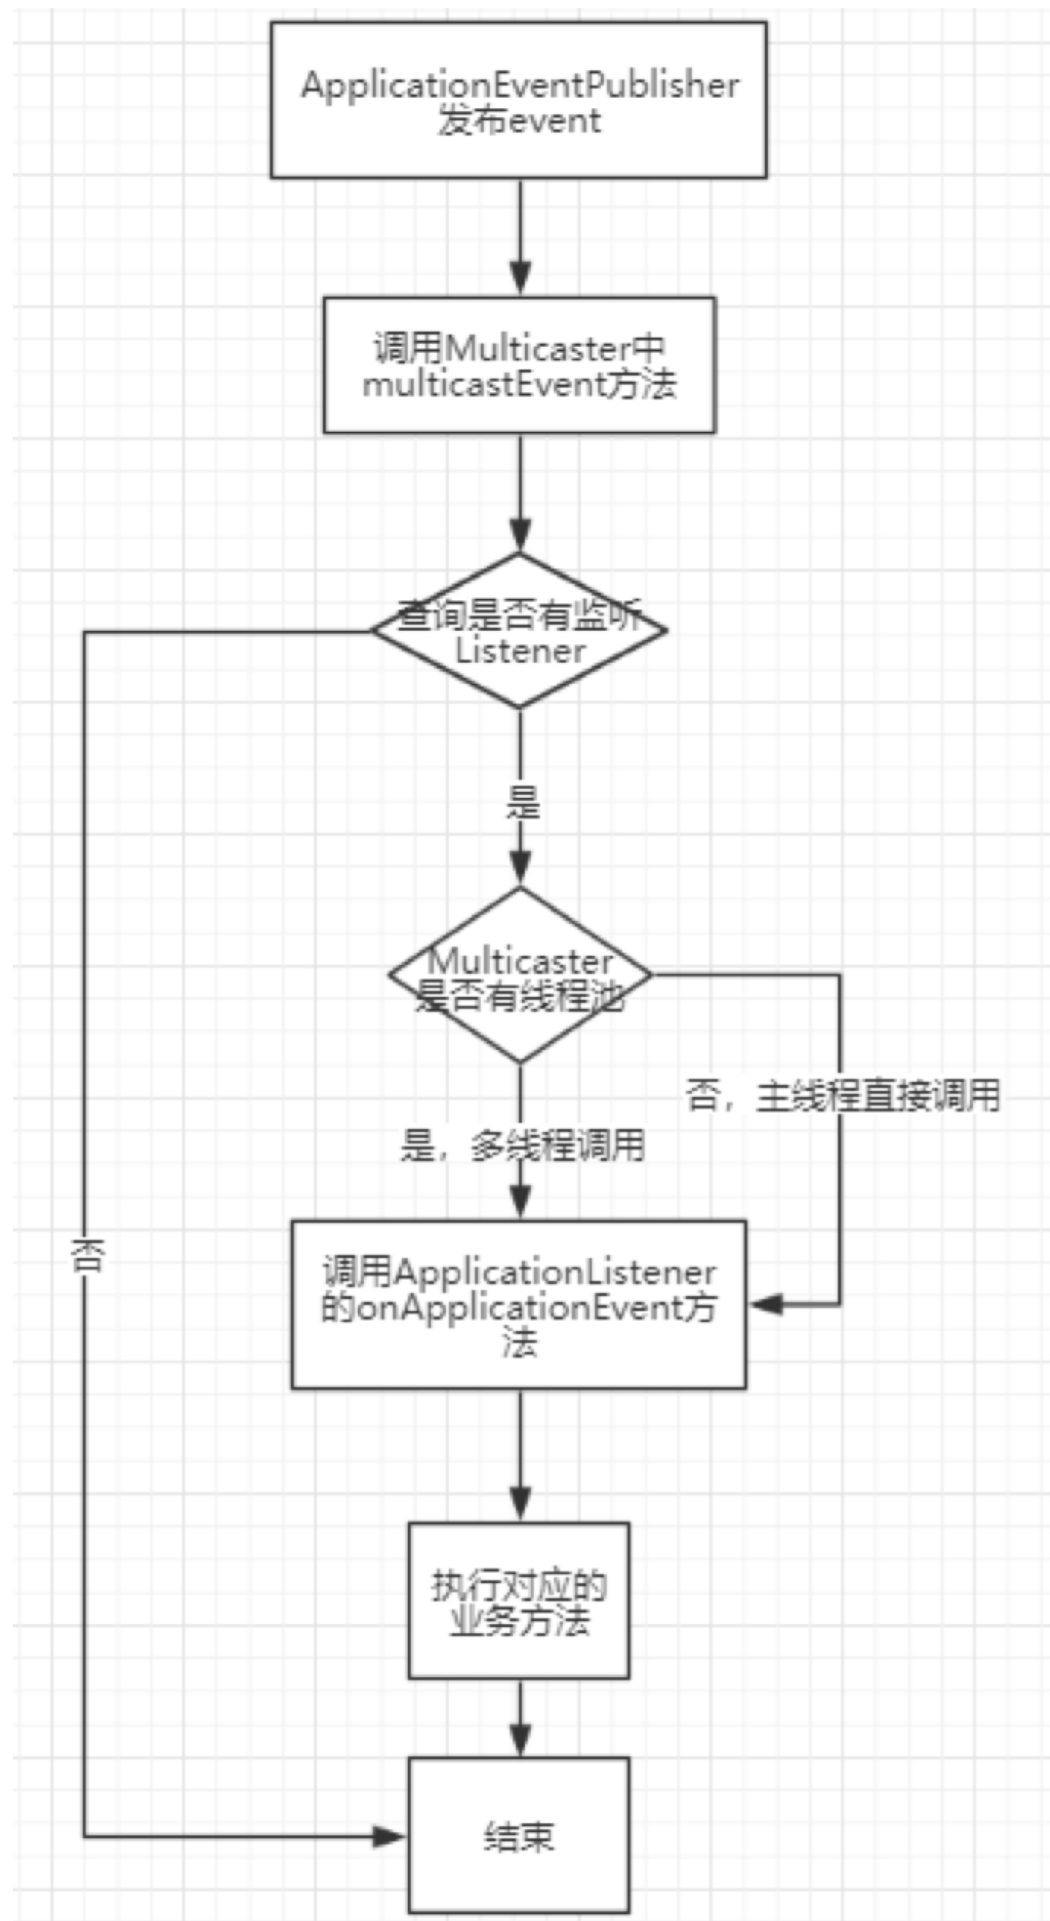 ApplicationEventPublisher
发布event
调用Multicaster中
multicastEvent方法
查询是否有监听
Listener
是
Multicaster
是否有线程池
否，主线程直接调用
是，多线程调用
否
调用ApplicationListener
的onApplicationEvent方
法
执行对应的
业务方法
结束